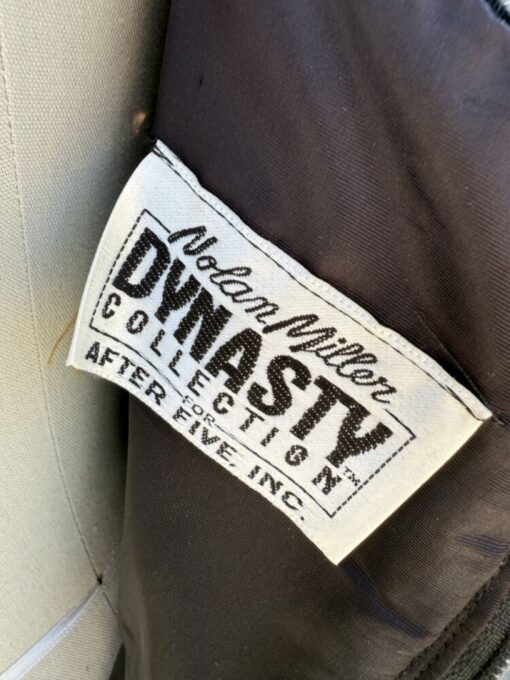 Nolan Miller
DYNASTY
COLLECTION™
FOR
AFTER FIVE, INC.